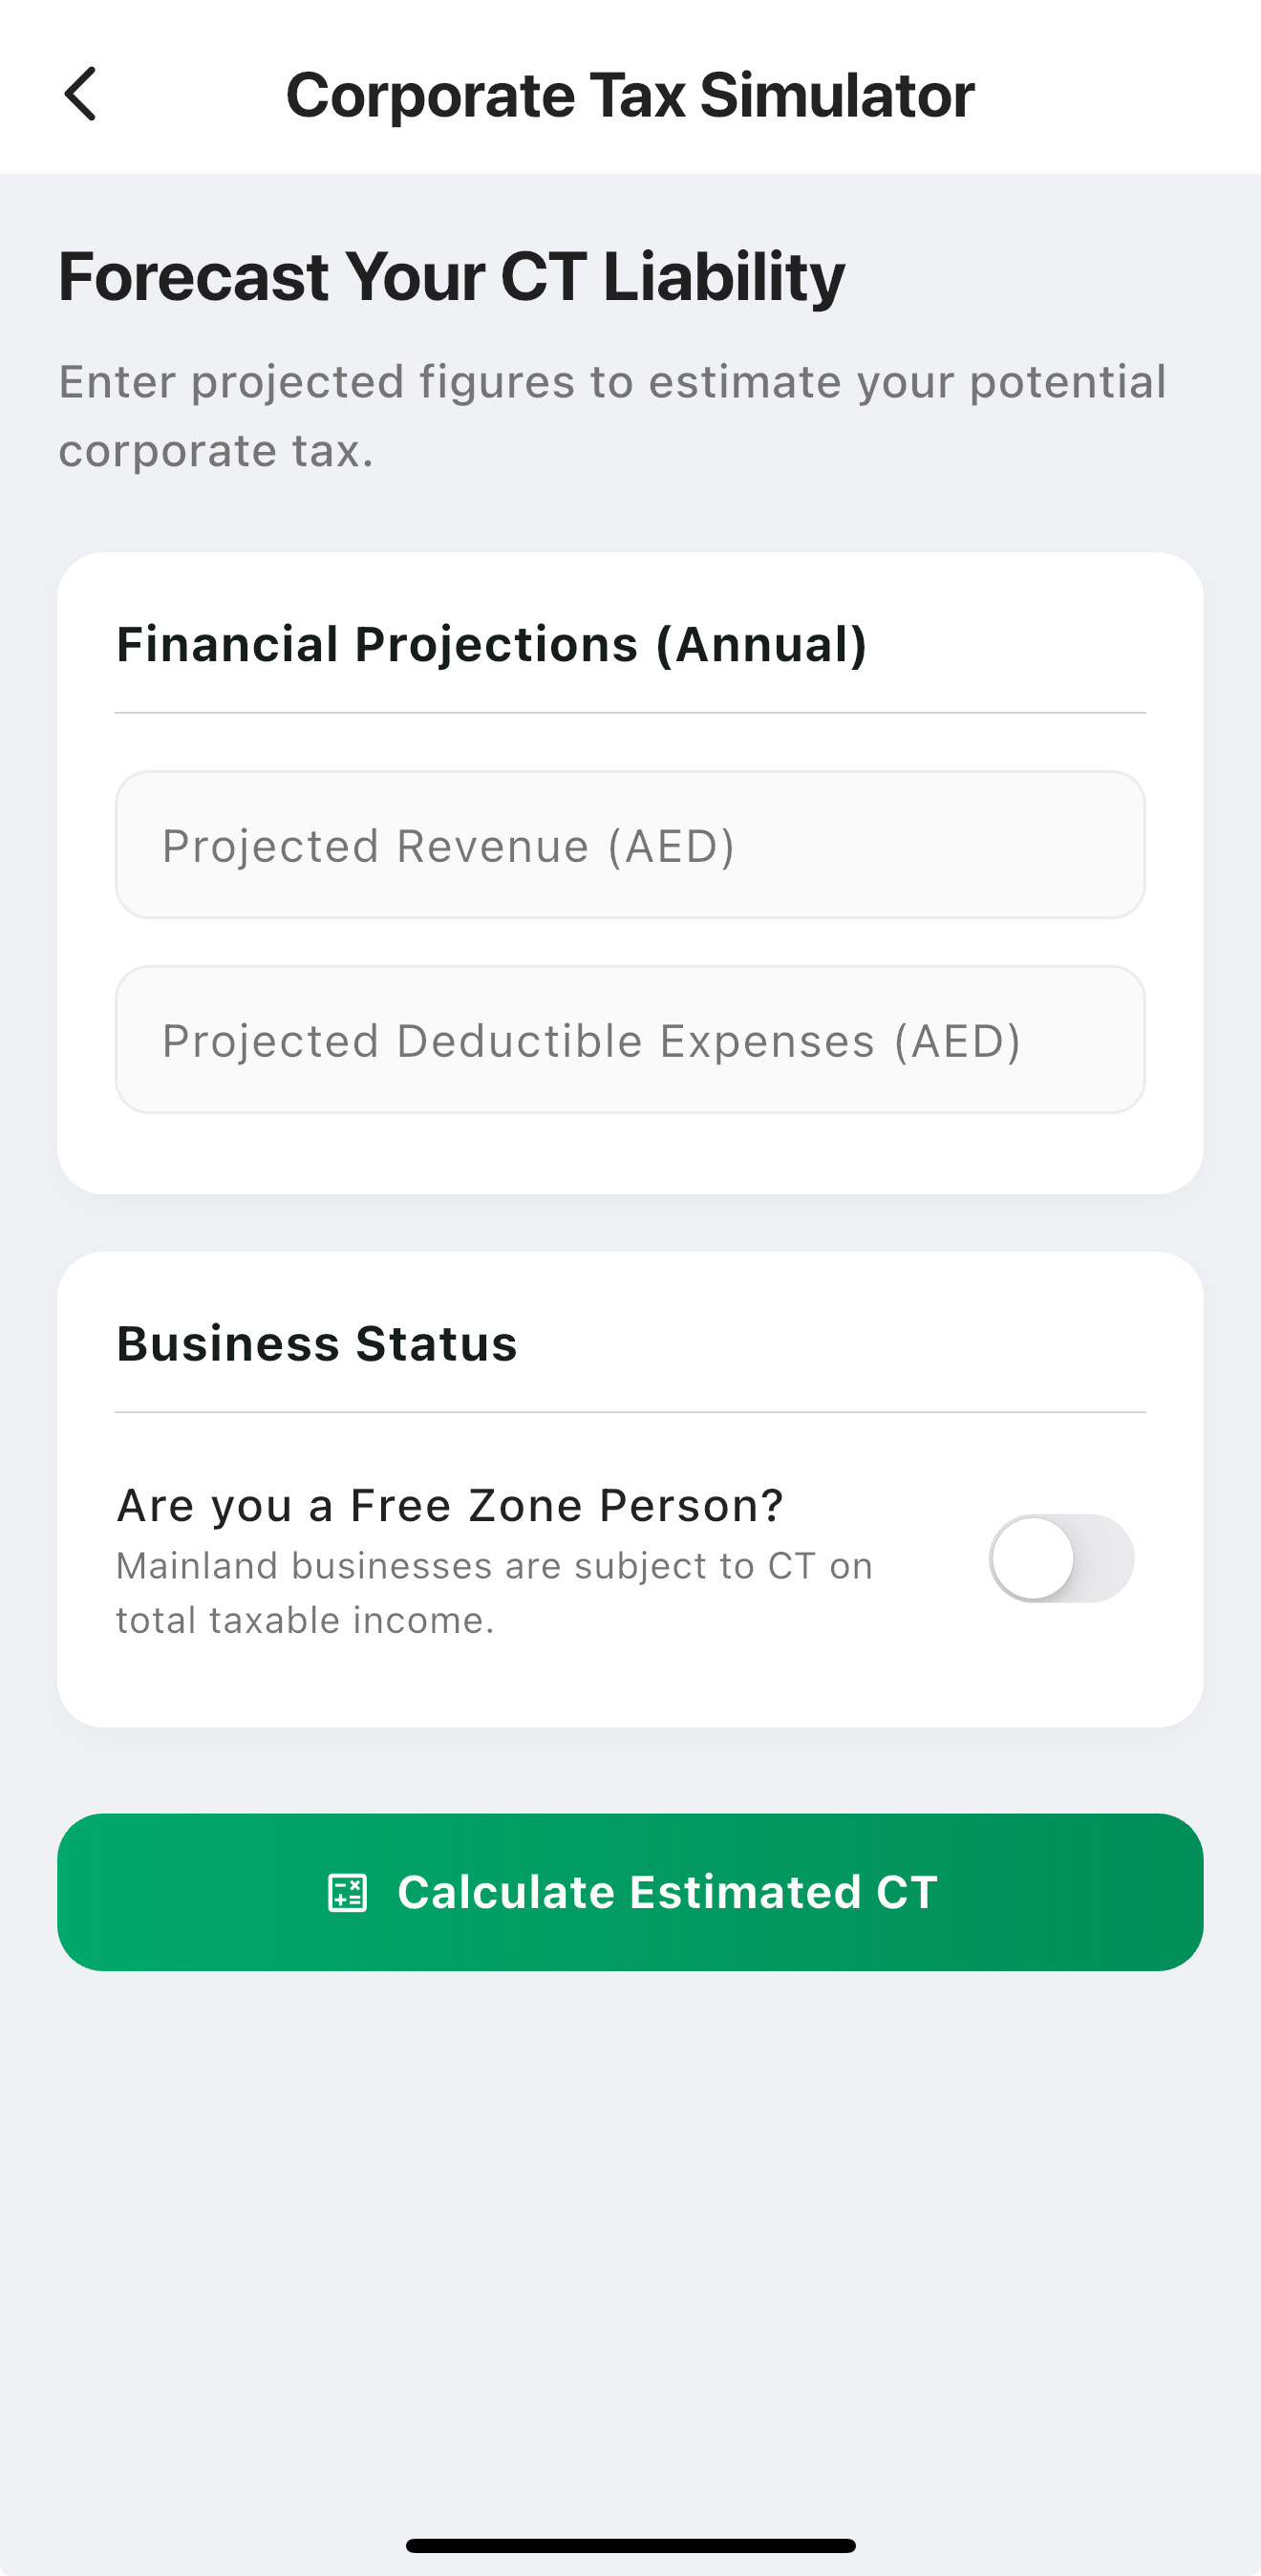 Corporate Tax Simulator
Forecast Your CT Liability
Enter projected figures to estimate your potential
corporate tax.
Financial Projections (Annual)
Projected Revenue (AED)
Projected Deductible Expenses (AED)
Business Status
Are you a Free Zone Person?
Mainland businesses are subject to CT on
total taxable income.
Calculate Estimated CT